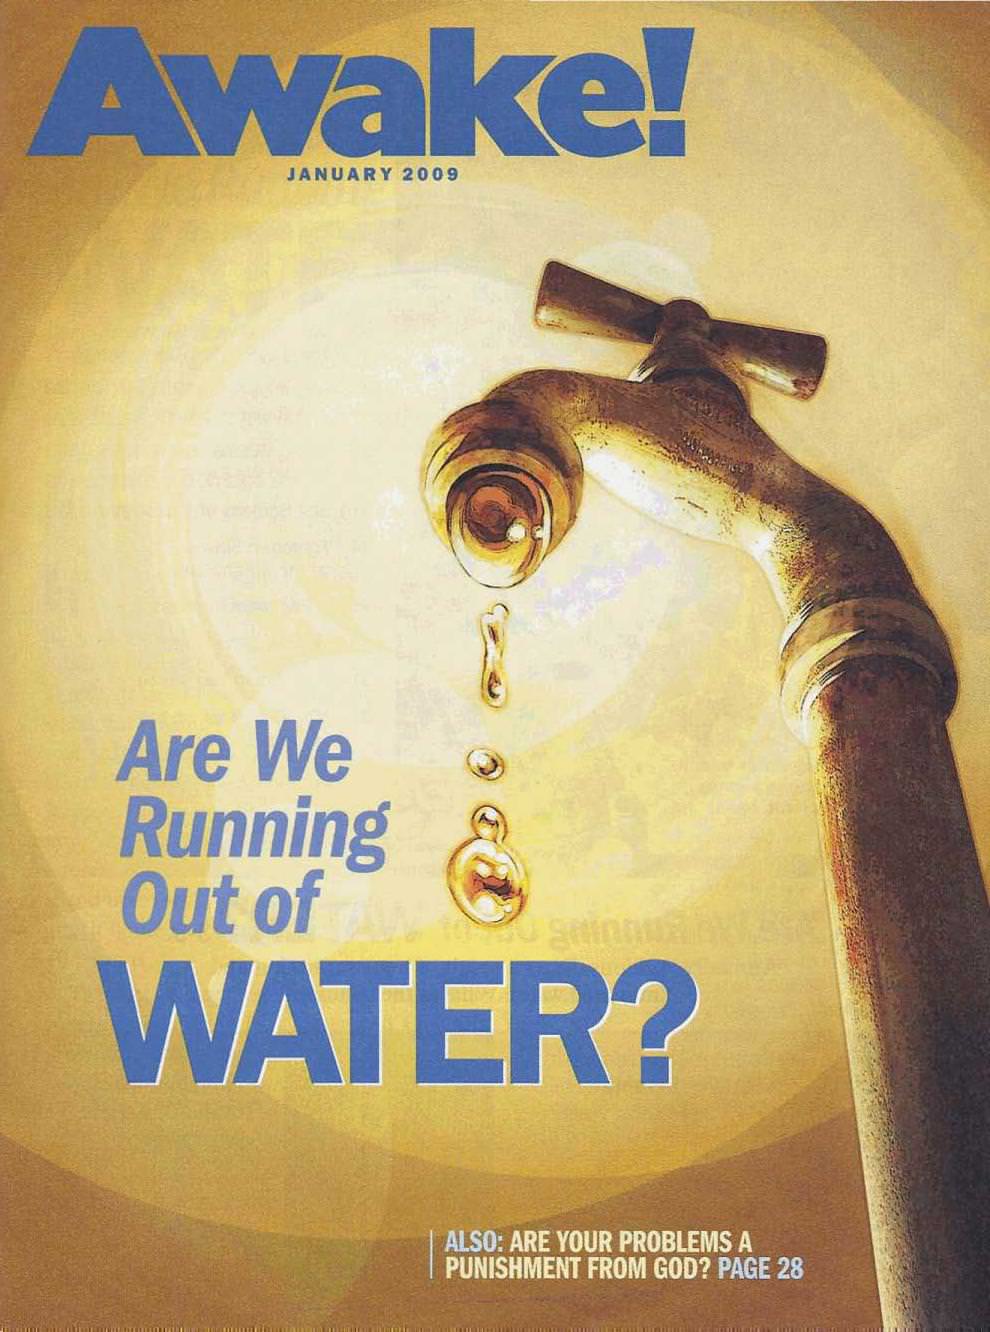 Awake!
JANUARY 2009
Are We
Running
Out of
WATER?
ALSO: ARE YOUR PROBLEMS A
PUNISHMENT FROM GOD? PAGE 28